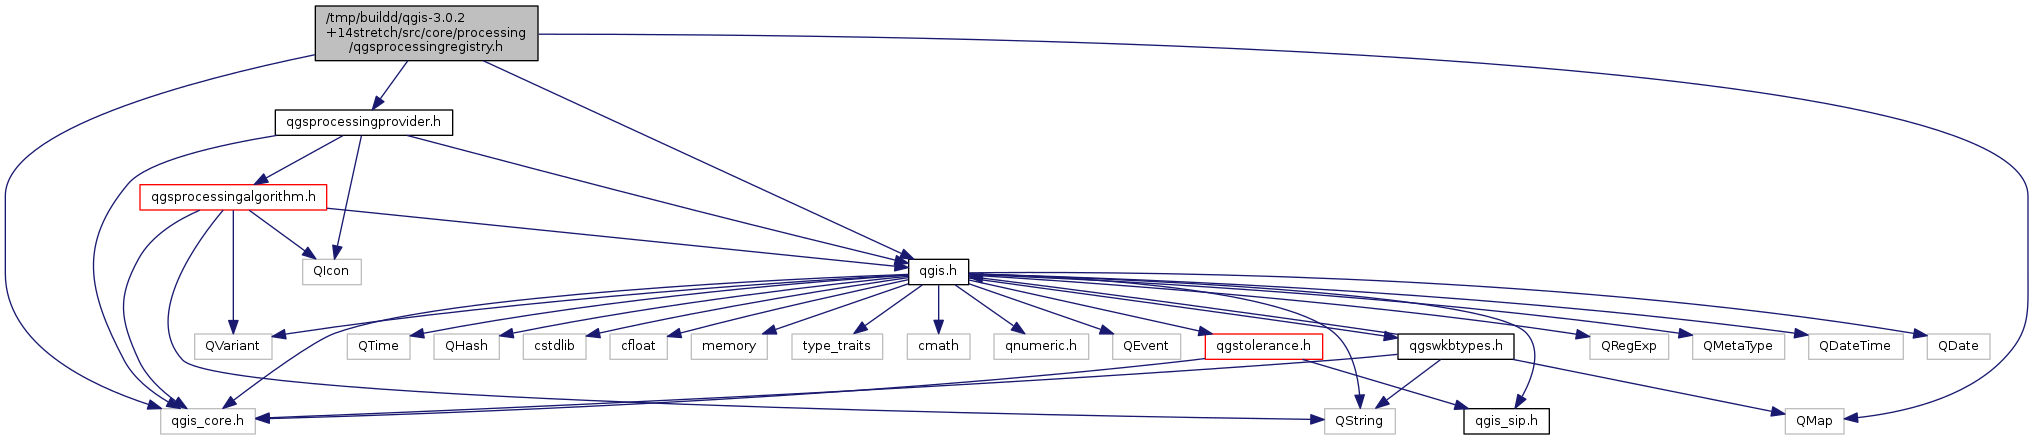 /tmp/buildd/qgis-3.0.2
+14stretch/src/core/processing
/qgsprocessingregistry.h
qgsprocessingprovider.h
qgsprocessingalgorithm.h
QIcon
qgis.h
QVariant
QTime
QHash
cstdlib
cfloat
memory
type_traits
cmath
qnumeric.h
QEvent
qgstolerance.h
qgswkbtypes.h
QRegExp
QMetaType
QDateTime
QDate
qgis_core.h
QString
qgis_sip.h
QMap